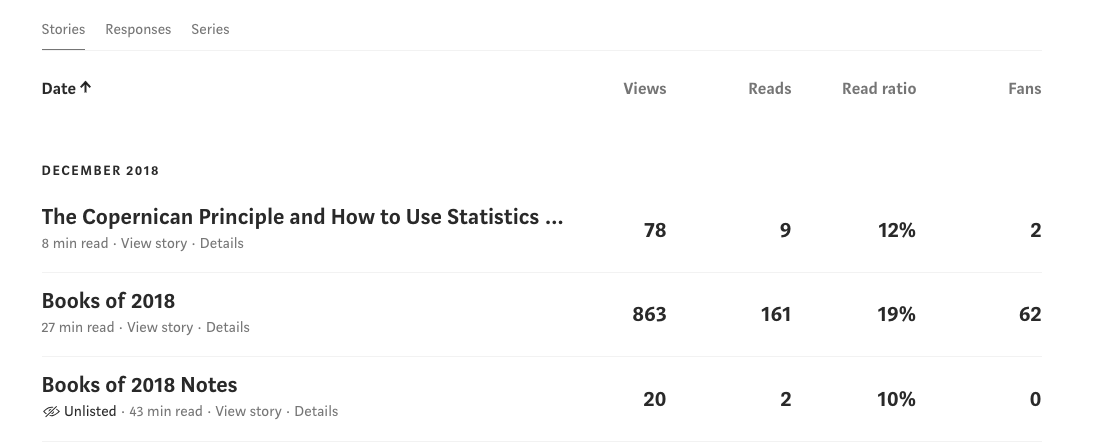 Stories Responses Series
Date ↑ Views Reads Read ratio Fans
DECEMBER 2018
The Copernican Principle and How to Use Statistics ...
8 min read · View story · Details
78 9 12% 2
Books of 2018
27 min read · View story · Details
863 161 19% 62
Books of 2018 Notes
Unlisted · 43 min read · View story · Details
20 2 10% 0